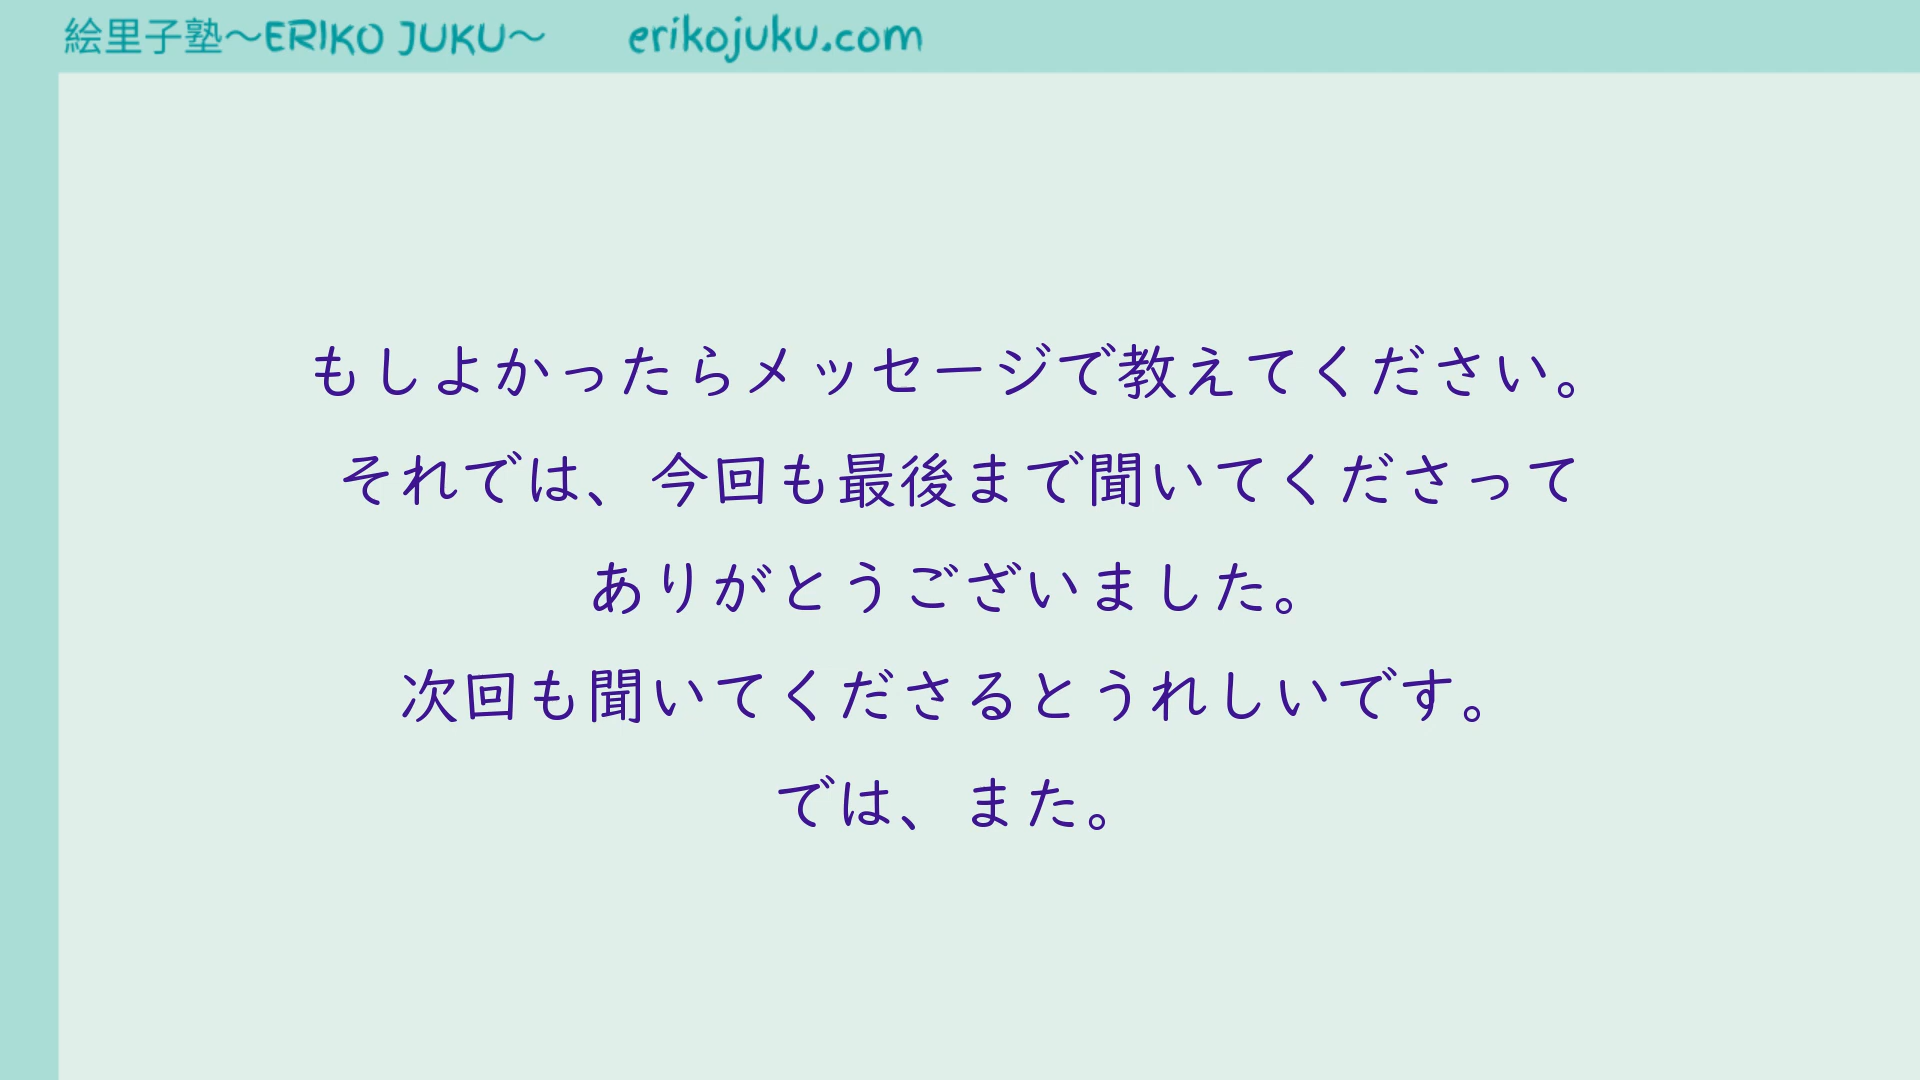 絵里子塾〜ERIKO JUKU〜 erikojuku.com
もしよかったらメッセージで教えてください。
それでは、今回も最後まで聞いてくださって
ありがとうございました。
次回も聞いてくださるとうれしいです。
では、また。